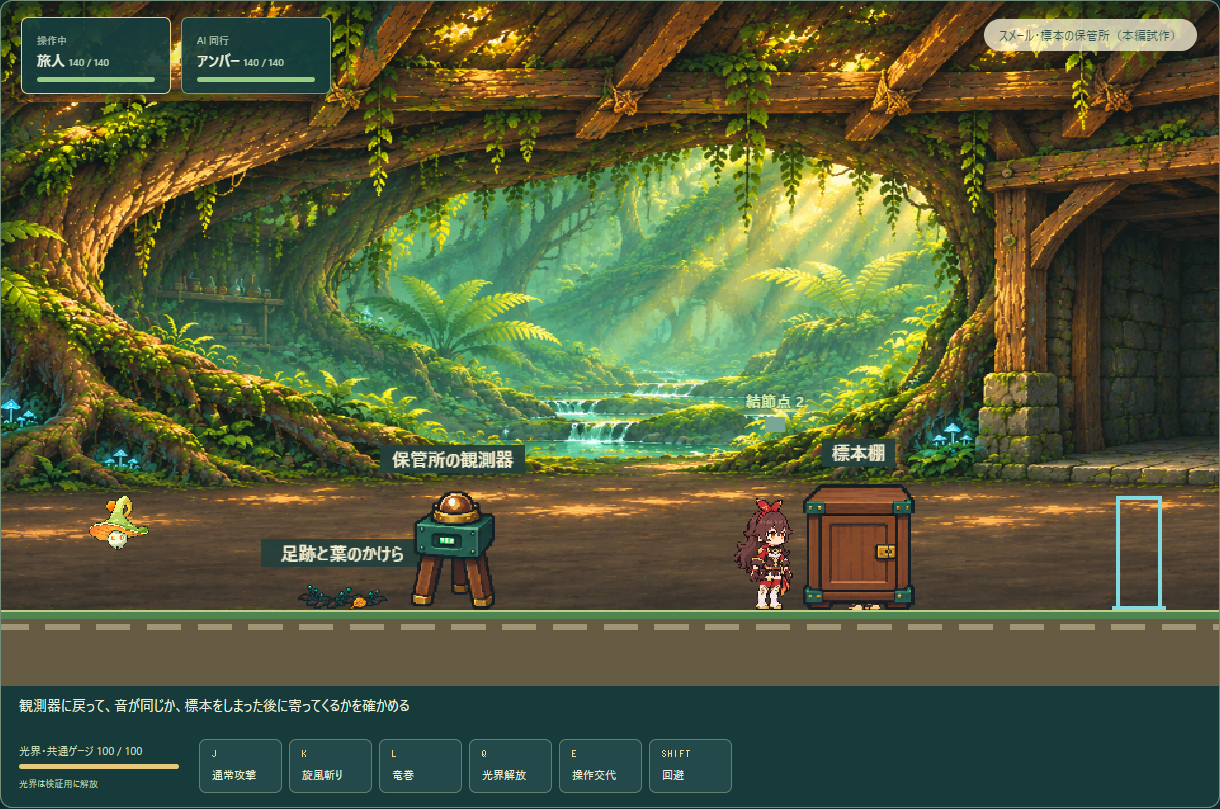 操作中
旅人 140 / 140
AI 同行
アンバー 140 / 140
スメール・標本の保管所（本編試作）
結節点 2
保管所の観測器
標本棚
足跡と葉のかけら
観測器に戻って、音が同じか、標本をしまった後に寄ってくるかを確かめる
光界・共通ゲージ 100 / 100
光界は検証用に解放
J
通常攻撃
K
旋風斬り
L
竜巻
Q
光界解放
E
操作交代
SHIFT
回避